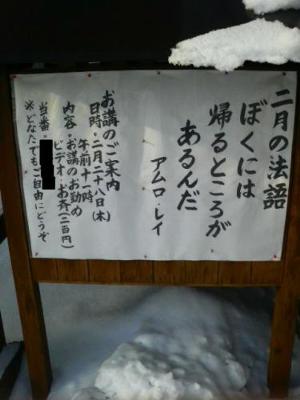 二月の法語
ぼくには
帰るところが
あるんだ
アムロ・レイ
お講のご案内
日時・二月二十八日(木)
午前十一時
内容・お講のお勤め
ビデオ・お斉(二百円)
当番・
※どなたでもご自由にどうぞ